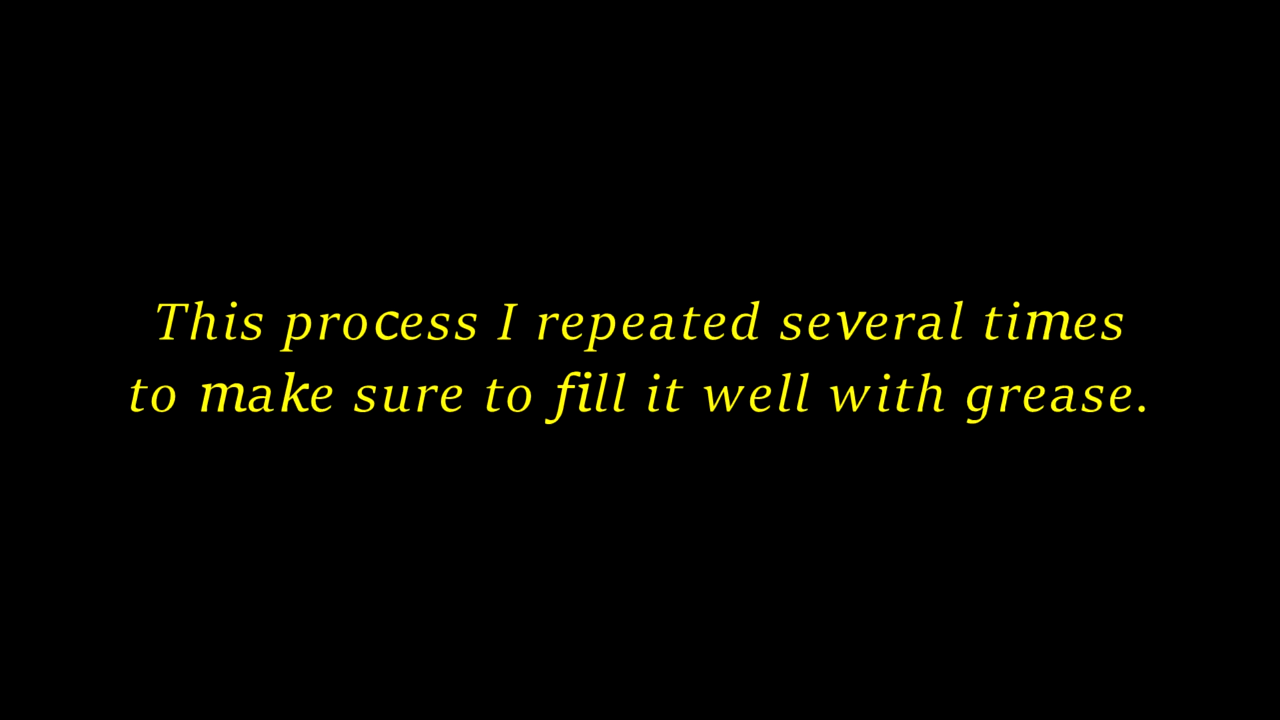 This process I repeated several times
to make sure to fill it well with grease.